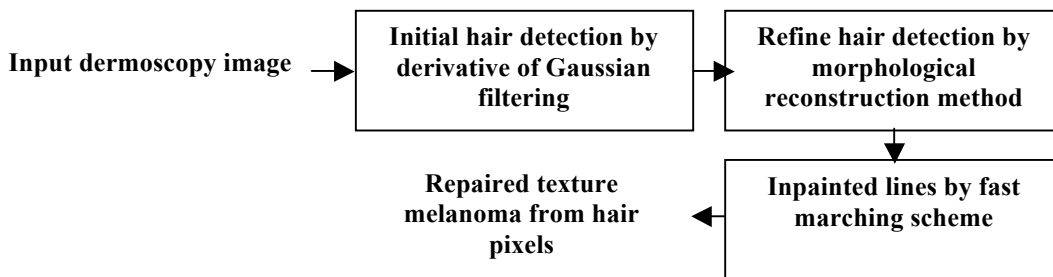 Input dermoscopy image
Initial hair detection by
derivative of Gaussian
filtering
Refine hair detection by
morphological
reconstruction method
Inpainted lines by fast
marching scheme
Repaired texture
melanoma from hair
pixels